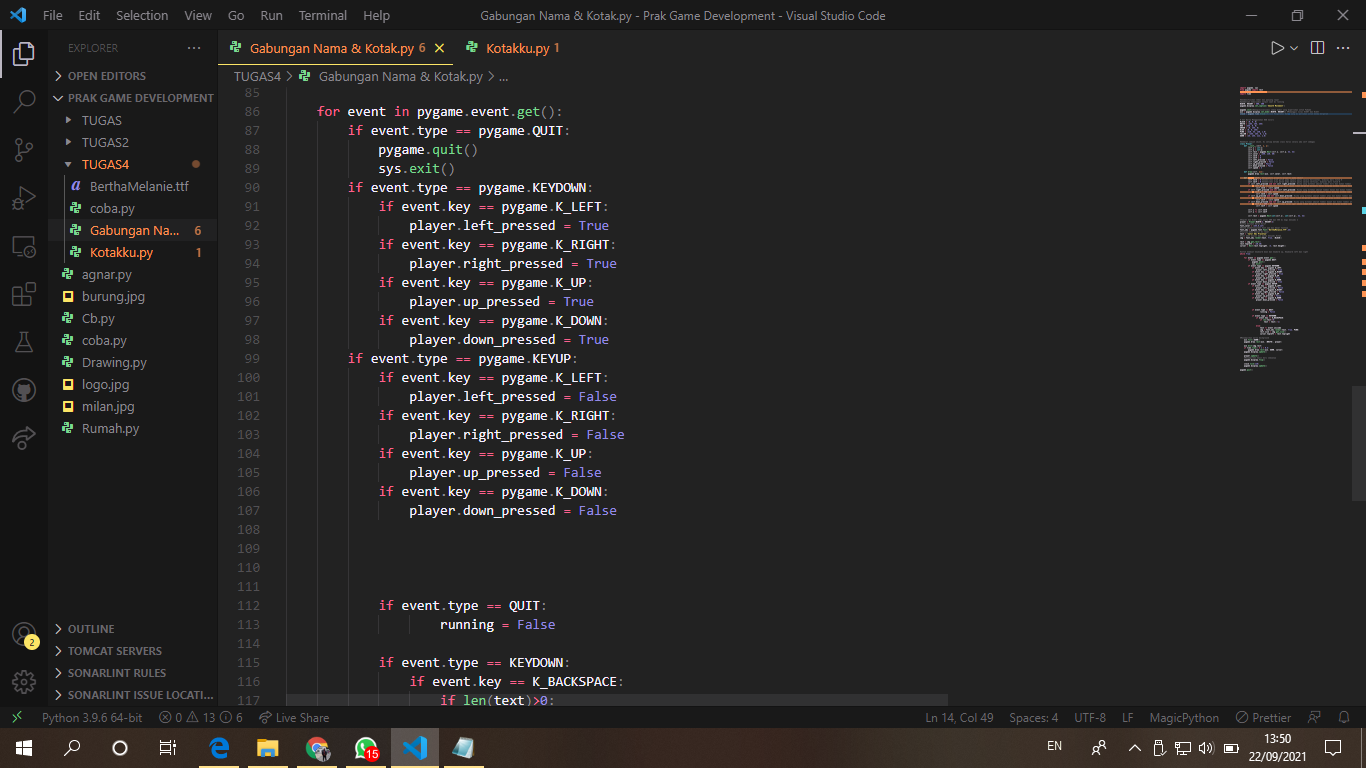 File Edit Selection View Go Run Terminal Help
Gabungan Nama & Kotak.py - Prak Game Development - Visual Studio Code
EXPLORER
OPEN EDITORS
PRAK GAME DEVELOPMENT
TUGAS
TUGAS2
TUGAS4
BerthaMelanie.ttf
coba.py
Gabungan Na... 6
Kotakku.py 1
agnar.py
burung.jpg
Cb.py
coba.py
Drawing.py
logo.jpg
milan.jpg
Rumah.py
OUTLINE
TOMCAT SERVERS
SONARLINT RULES
SONARLINT ISSUE LOCATI...
2
Gabungan Nama & Kotak.py 6
Kotakku.py 1
TUGAS4 > Gabungan Nama & Kotak.py > ...
85
86 for event in pygame.event.get():
87 if event.type == pygame.QUIT:
88 pygame.quit()
89 sys.exit()
90 if event.type == pygame.KEYDOWN:
91 if event.key == pygame.K_LEFT:
92 player.left_pressed = True
93 if event.key == pygame.K_RIGHT:
94 player.right_pressed = True
95 if event.key == pygame.K_UP:
96 player.up_pressed = True
97 if event.key == pygame.K_DOWN:
98 player.down_pressed = True
99 if event.type == pygame.KEYUP:
100 if event.key == pygame.K_LEFT:
101 player.left_pressed = False
102 if event.key == pygame.K_RIGHT:
103 player.right_pressed = False
104 if event.key == pygame.K_UP:
105 player.up_pressed = False
106 if event.key == pygame.K_DOWN:
107 player.down_pressed = False
108
109
110
111
112 if event.type == QUIT:
113 running = False
114
115 if event.type == KEYDOWN:
116 if event.key == K_BACKSPACE:
117 if len(text)>0:
Python 3.9.6 64-bit 0 13 6 Live Share Ln 14, Col 49 Spaces: 4 UTF-8 LF MagicPython Prettier
15
EN
13:50
22/09/2021